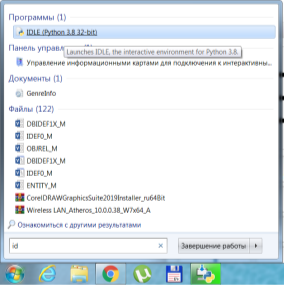 Программы (1)
IDLE (Python 3.8 32-bit)
Панель управл
Launches IDLE, the interactive environment for Python 3.8.
Управление информационными картами для подключения к интерактивны...
Документы (1)
GenreInfo
Файлы (122)
DBIDEF1X_M
IDEF0_M
OBJREL_M
DBIDEF1X_M
IDEF0_M
ENTITY_M
CorelDRAWGraphicsSuite2019Installer_ru64Bit
Wireless LAN_Atheros_10.0.0.38_W7x64_A
Ознакомиться с другими результатами
id
Завершение работы